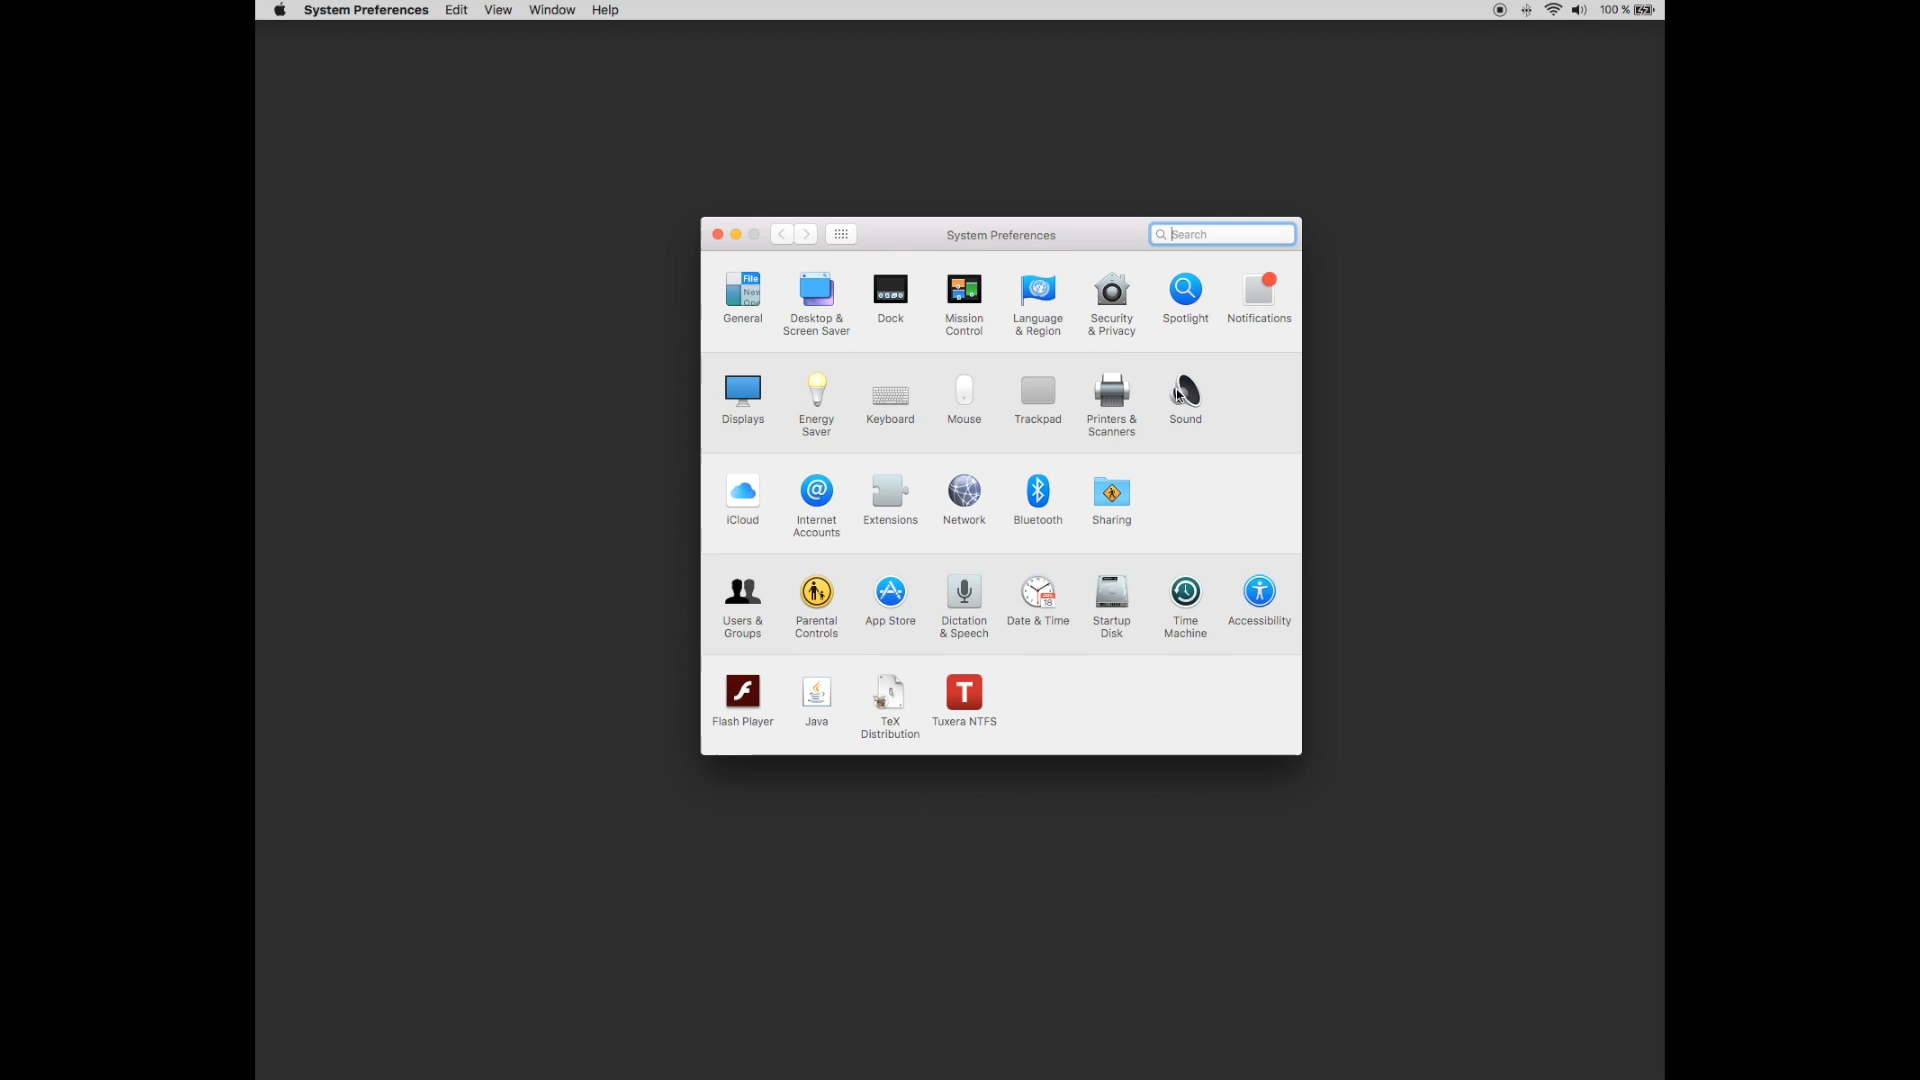 System Preferences Edit View Window Help 100 %
System Preferences Search
File
New
General
Desktop &
Screen Saver
Dock
Mission
Control
Language
& Region
Security
& Privacy
Spotlight
Notifications
Displays
Energy
Saver
Keyboard
Mouse
Trackpad
Printers &
Scanners
Sound
iCloud
@
Internet
Accounts
Extensions
Network
Bluetooth
Sharing
Users &
Groups
Parental
Controls
App Store
Dictation
& Speech
18
Date & Time
Startup
Disk
Time
Machine
Accessibility
Flash Player
Java
TeX
Distribution
T
Tuxera NTFS